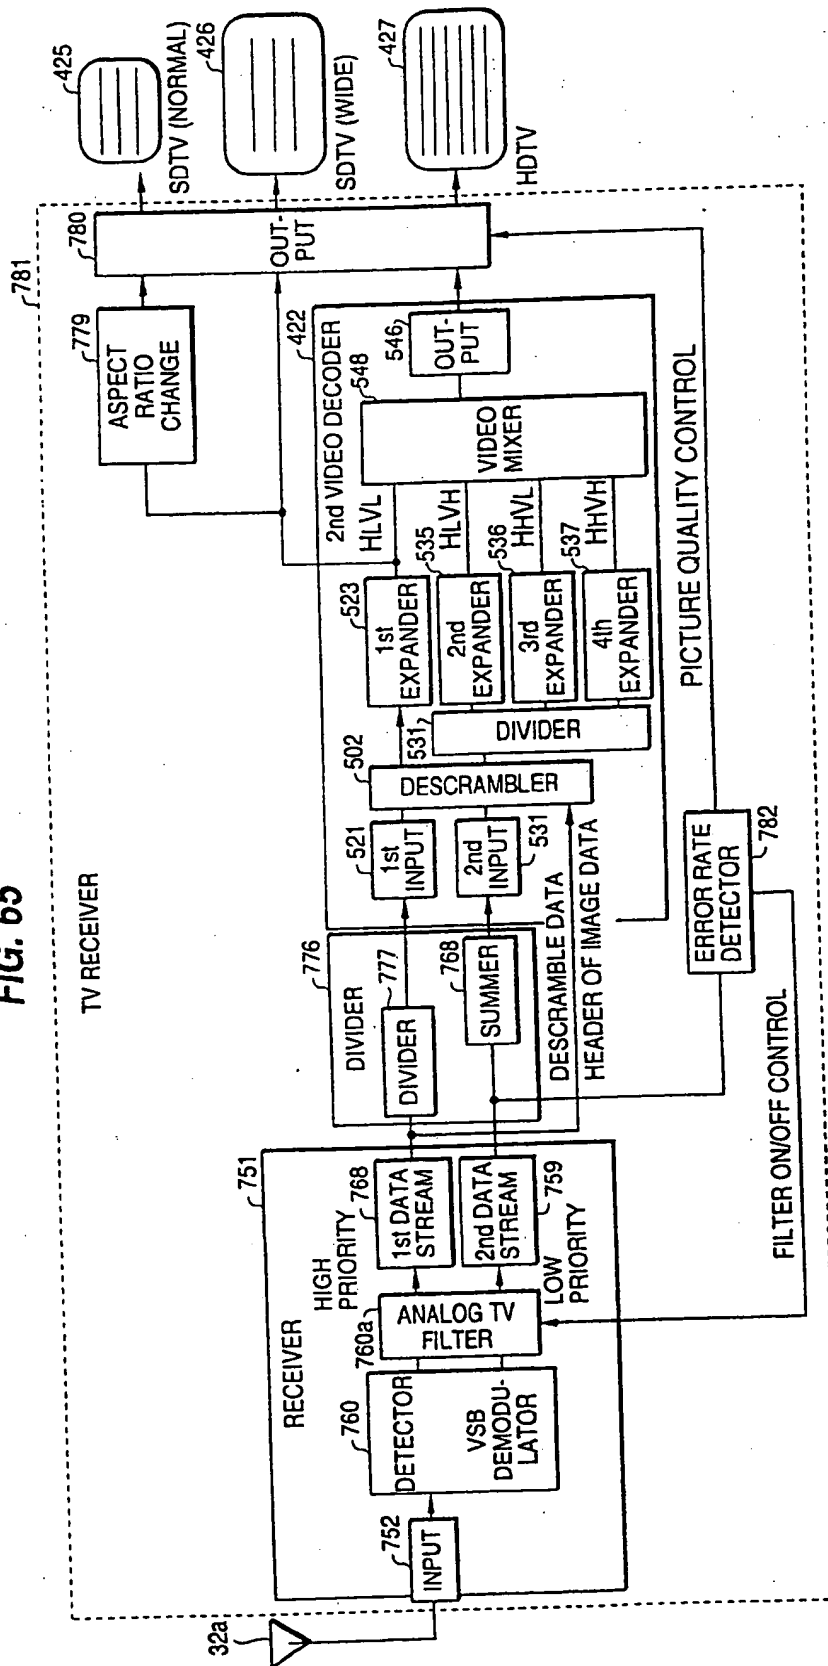 FIG. 65
TV RECEIVER
781
32a
751
RECEIVER
752
INPUT
760
DETECTOR
VSB
DEMODU-
LATOR
760a
ANALOG TV
FILTER
HIGH
PRIORITY
768
1st DATA
STREAM
2nd DATA
STREAM
759
LOW
PRIORITY
776
DIVIDER
777
DIVIDER
768
SUMMER
DESCRAMBLE DATA
HEADER OF IMAGE DATA
2nd VIDEO DECODER
422
521
1st
INPUT
2nd
INPUT
531
502
DESCRAMBLER
531
DIVIDER
523
1st
EXPANDER
HLVL
535
2nd
EXPANDER
HLVH
536
3rd
EXPANDER
HHVL
537
4th
EXPANDER
HHVH
548
VIDEO
MIXER
546
OUT-
PUT
779
ASPECT
RATIO
CHANGE
780
OUT-
PUT
425
SDTV (NORMAL)
426
SDTV (WIDE)
427
HDTV
ERROR RATE
DETECTOR
782
PICTURE QUALITY CONTROL
FILTER ON/OFF CONTROL